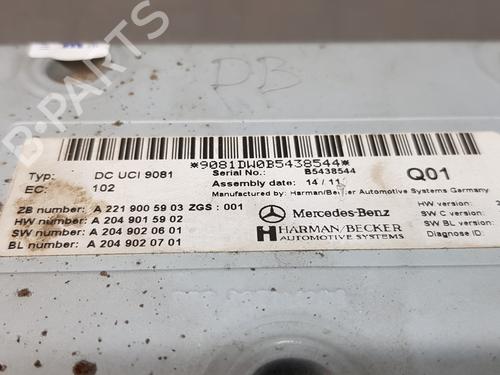 DB
B-PARTS
*9081DW0B5438544*
Typ: DC UCI 9081
EC: 102
Serial No.: B5438544
Assembly date: 14 / 11
Q01
Manufactured by: Harman/Becker Automotive Systems Germany
ZB number: A 221 900 59 03 ZGS : 001
HW number: A 204 901 59 02
SW number: A 204 902 06 01
BL number: A 204 902 07 01
Mercedes-Benz
HARMAN/BECKER
AUTOMOTIVE SYSTEMS
HW version:
SW C version:
SW BL version:
Diagnose ID: